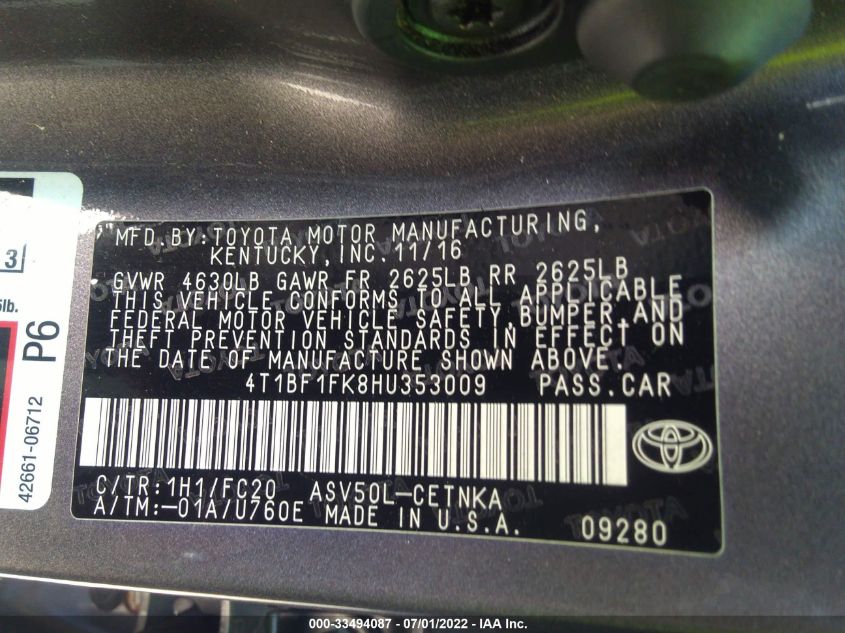 MFD.BY:TOYOTA MOTOR MANUFACTURING,
KENTUCKY, INC.11/16
GVWR 4630LB GAWR FR 2625LB RR 2625LB
THIS VEHICLE CONFORMS TO ALL APPLICABLE
FEDERAL MOTOR VEHICLE SAFETY,BUMPER,AND
THEFT PREVENTION STANDARDS IN EFFECT ON
THE DATE OF MANUFACTURE SHOWN ABOVE.
4T1BF1FK8HU353009 PASS.CAR
C/TR:1H1/FC20 ASV50L-CETNKA
A/TM:-01A/U760E MADE IN U.S.A.
09280
3
lb.
P6
42661-06712
000-33494087 - 07/01/2022 - IAA Inc.